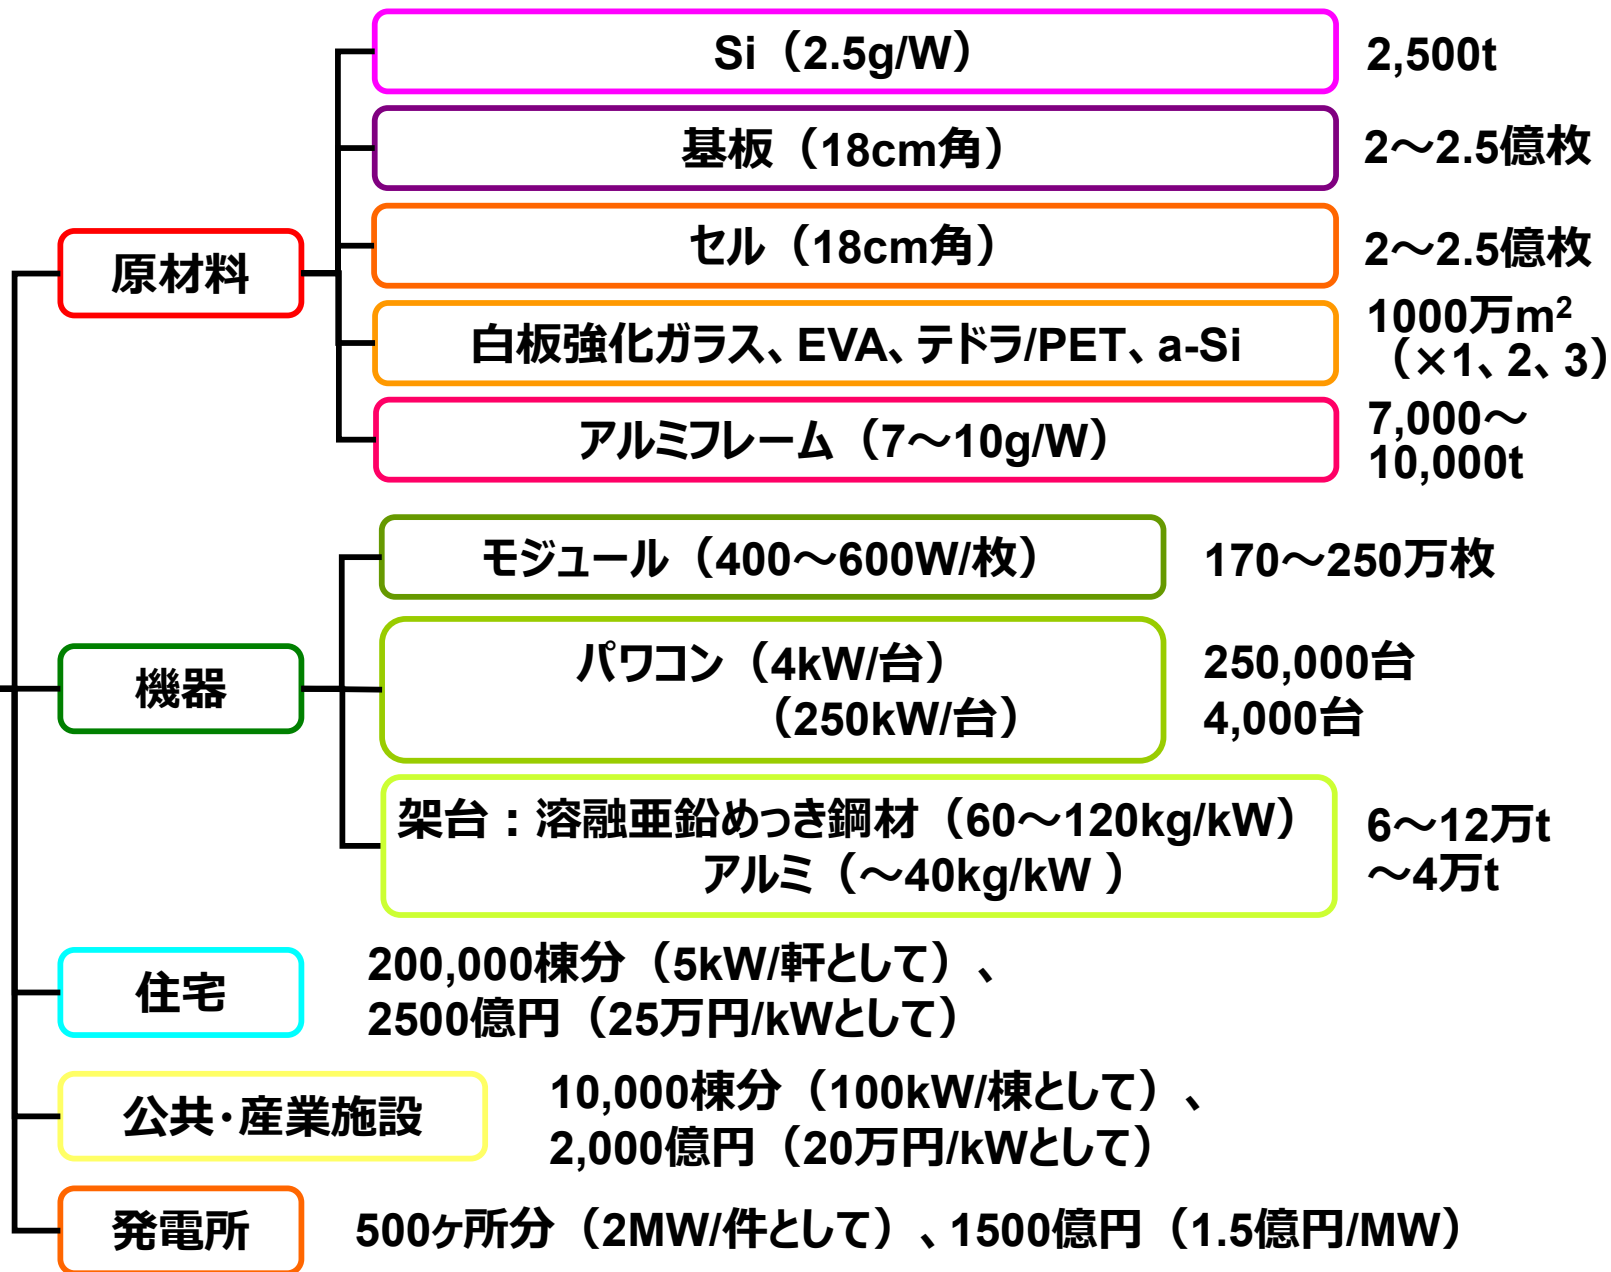 原材料
Si（2.5g/W）
2,500t
基板（18cm角）
2～2.5億枚
セル（18cm角）
2～2.5億枚
白板強化ガラス、EVA、テドラ/PET、a-Si
1000万m²
（×1、2、3）
アルミフレーム（7～10g/W）
7,000～
10,000t
機器
モジュール（400～600W/枚）
170～250万枚
パワコン（4kW/台）
（250kW/台）
250,000台
4,000台
架台：溶融亜鉛めっき鋼材（60～120kg/kW）
アルミ（～40kg/kW ）
6～12万t
～4万t
住宅
200,000棟分（5kW/軒として）、
2500億円（25万円/kWとして）
公共・産業施設
10,000棟分（100kW/棟として）、
2,000億円（20万円/kWとして）
発電所
500ヶ所分（2MW/件として）、1500億円（1.5億円/MW）